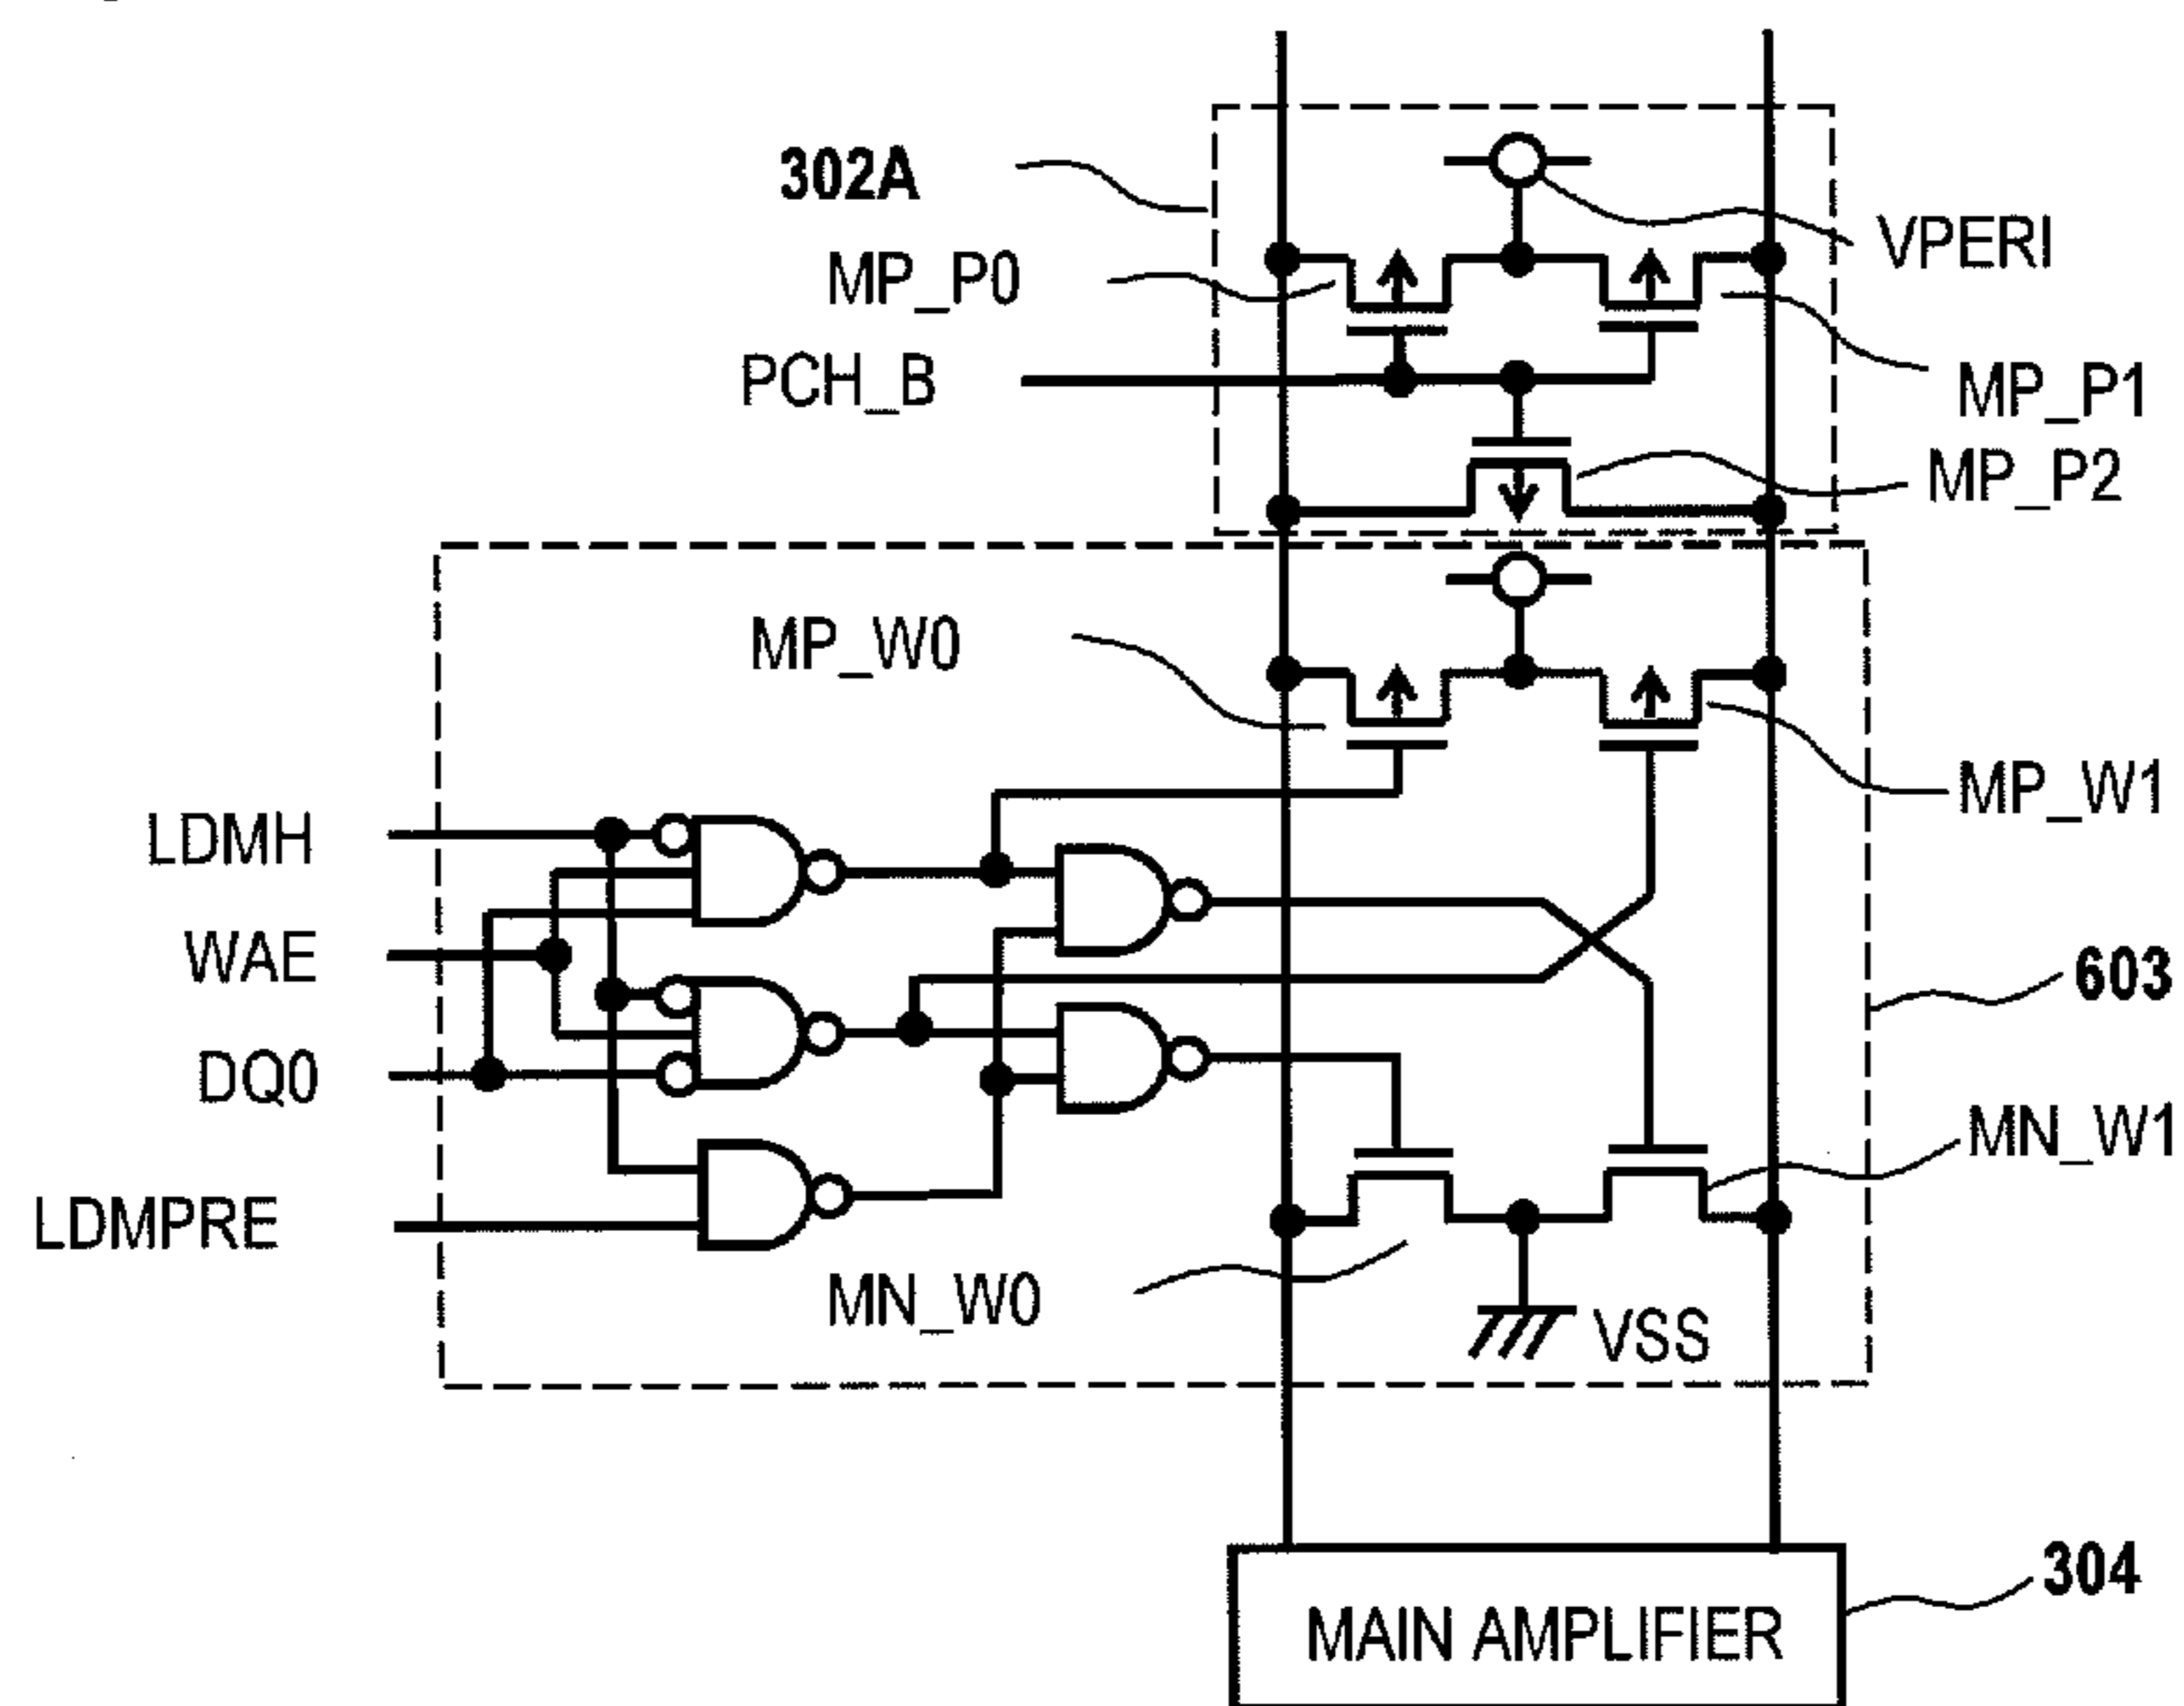 302A
VPERI
MP_P0
PCH_B
MP_P1
MP_P2
MP_W0
LDMH
MP_W1
WAE
603
DQ0
MN_W1
LDMPRE
MN_W0
VSS
304
MAIN AMPLIFIER